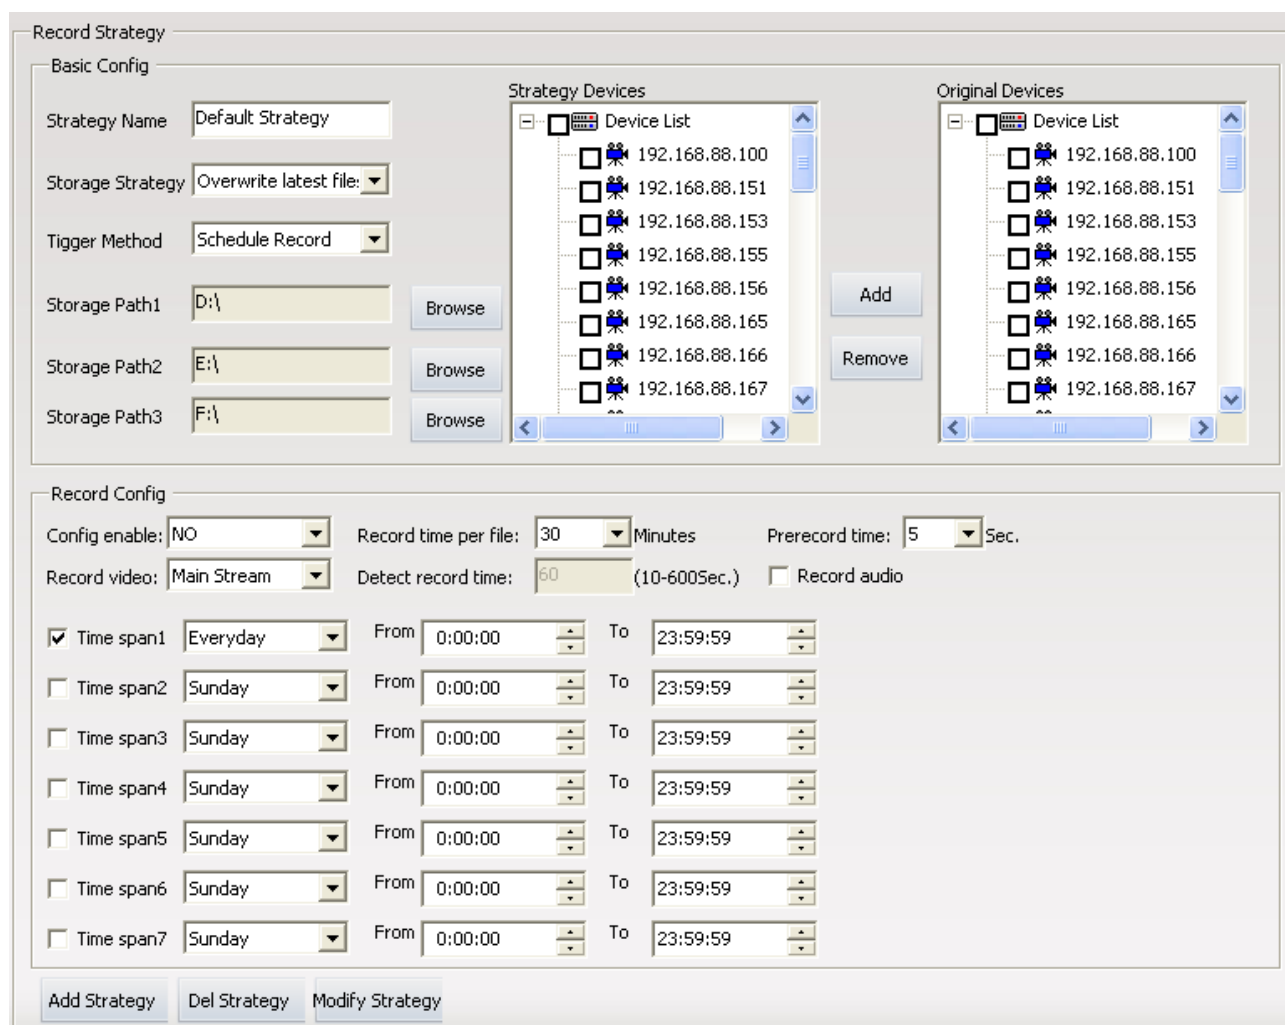 Record Strategy
Basic Config
Strategy Name Default Strategy
Storage Strategy Overwrite latest file
Tigger Method Schedule Record
Storage Path1 D:\ Browse
Storage Path2 E:\ Browse
Storage Path3 F:\ Browse
Strategy Devices
Device List
192.168.88.100
192.168.88.151
192.168.88.153
192.168.88.155
192.168.88.156
192.168.88.165
192.168.88.166
192.168.88.167
Add
Remove
Original Devices
Device List
192.168.88.100
192.168.88.151
192.168.88.153
192.168.88.155
192.168.88.156
192.168.88.165
192.168.88.166
192.168.88.167
Record Config
Config enable: NO Record time per file: 30 Minutes Prerecord time: 5 Sec.
Record video: Main Stream Detect record time: 60 (10-600Sec.) Record audio
Time span1 Everyday From 0:00:00 To 23:59:59
Time span2 Sunday From 0:00:00 To 23:59:59
Time span3 Sunday From 0:00:00 To 23:59:59
Time span4 Sunday From 0:00:00 To 23:59:59
Time span5 Sunday From 0:00:00 To 23:59:59
Time span6 Sunday From 0:00:00 To 23:59:59
Time span7 Sunday From 0:00:00 To 23:59:59
Add Strategy Del Strategy Modify Strategy